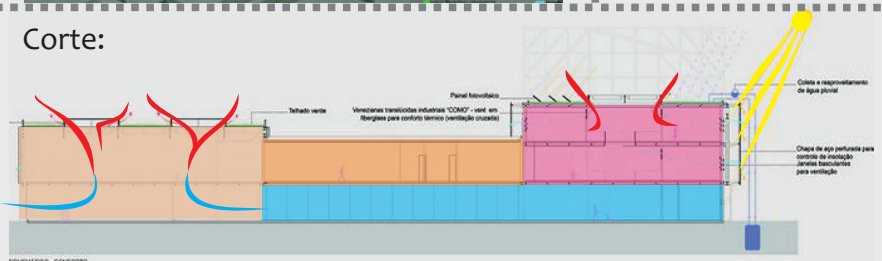 Corte:
Painel fotovoltaico
Telhado verde
Venezianas translúcidas industriais "COMO" - vent em
fiberglass para conforto térmico (ventilação cruzada)
Coleta e reaproveitamento
de água pluvial
Chapa de aço perfurada para
controle de insolação
Janelas basculantes
para ventilação